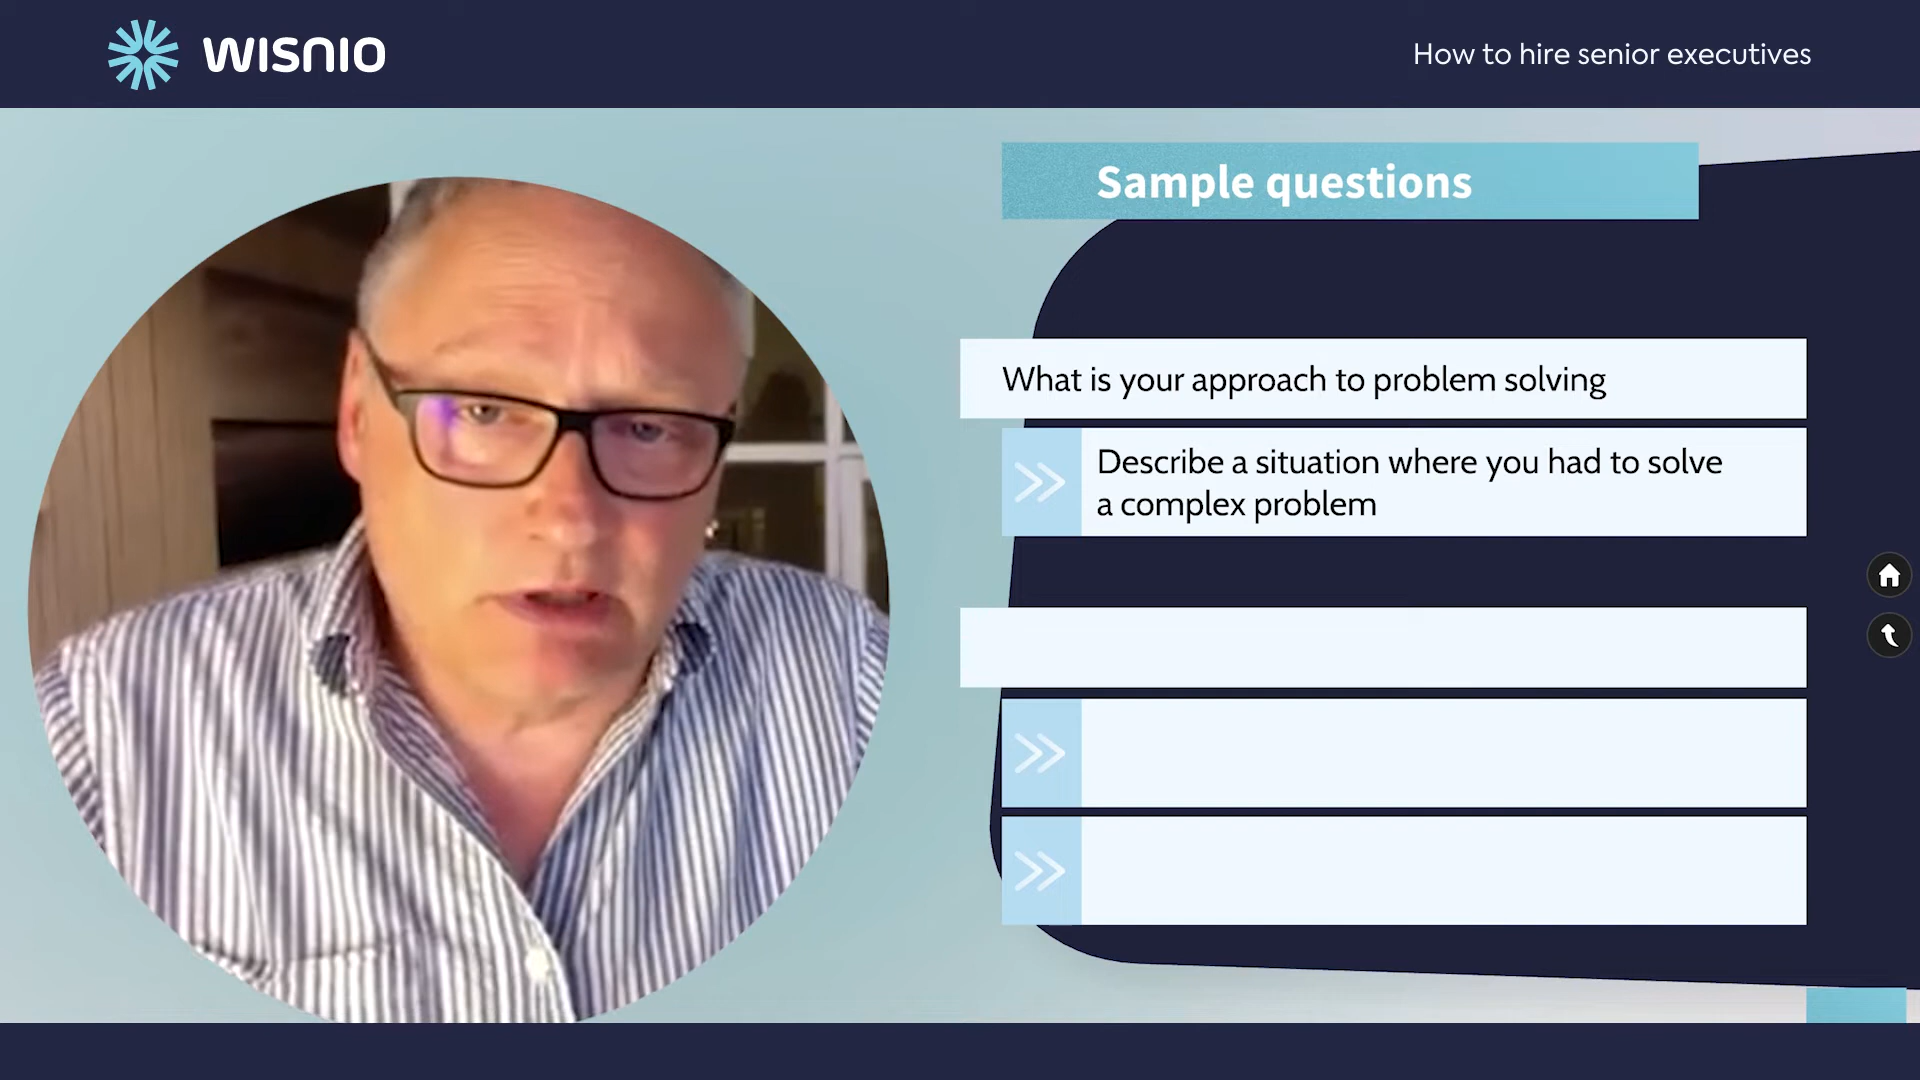 WISNIO
How to hire senior executives
Sample questions
What is your approach to problem solving
Describe a situation where you had to solve
a complex problem